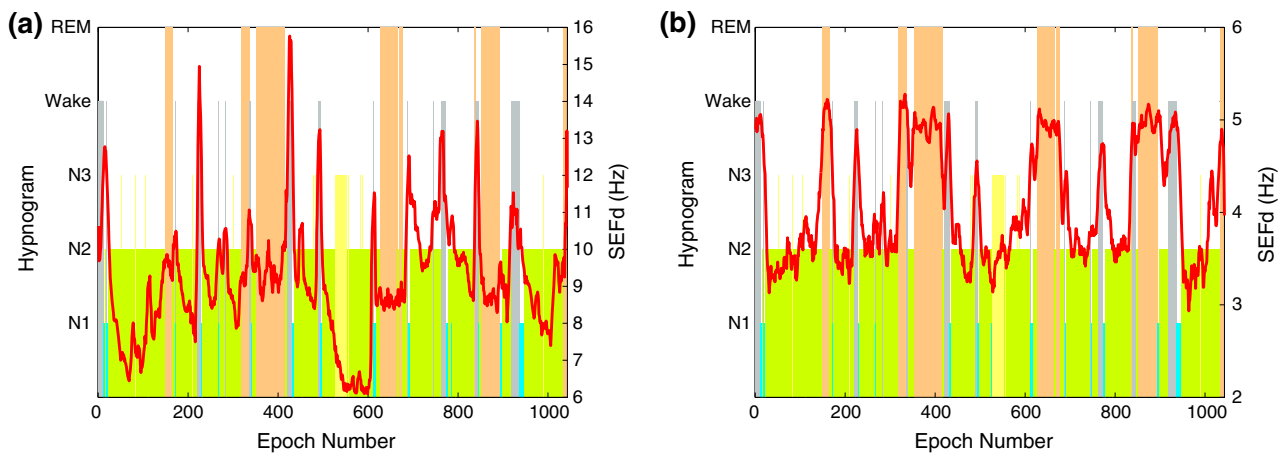 (a)
REM
Wake
N3
N2
N1
Hypnogram
0
200
400
600
800
1000
Epoch Number
16
15
14
13
12
11
10
9
8
7
6
SEFd (Hz)
(b)
REM
Wake
N3
N2
N1
Hypnogram
0
200
400
600
800
1000
Epoch Number
6
5
4
3
2
SEFd (Hz)